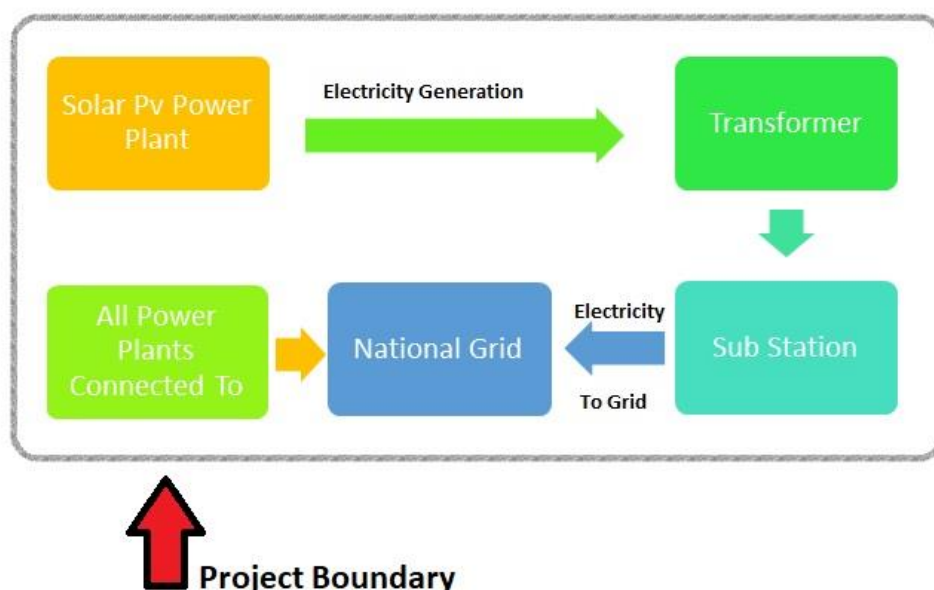 Solar Pv Power
Plant
Electricity Generation
Transformer
All Power
Plants
Connected To
National Grid
Electricity
To Grid
Sub Station
Project Boundary